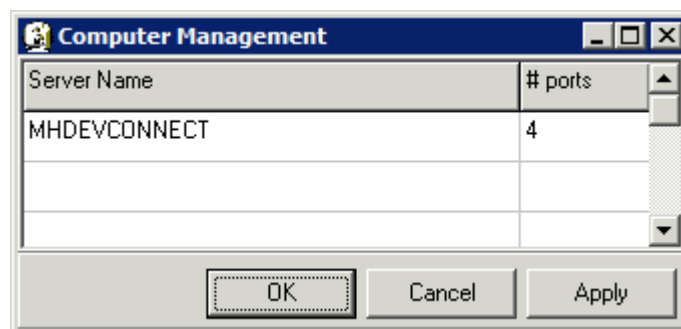 Computer Management
Server Name # ports
MHDEVCONNECT 4
OK Cancel Apply